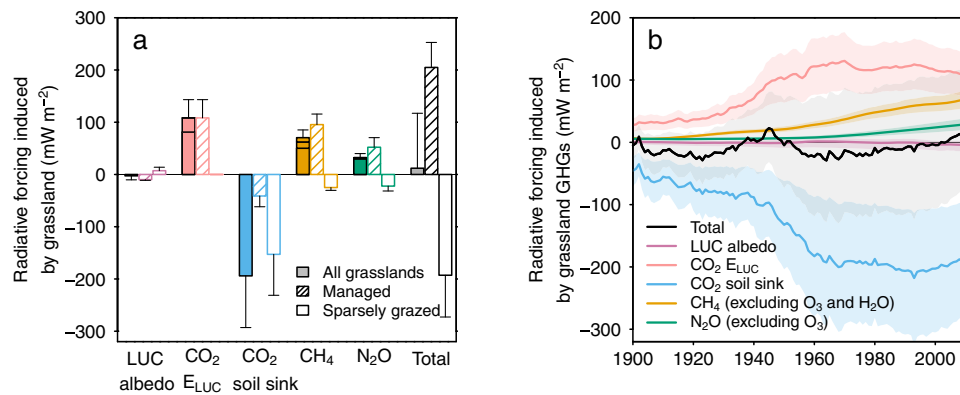 a
Radiative forcing induced
by grassland (mW m⁻²)
300
200
100
0
−100
−200
−300
All grasslands
Managed
Sparsely grazed
LUC
albedo
CO₂
E_LUC
CO₂
soil sink
CH₄
N₂O
Total
b
Radiative forcing induced
by grassland GHGs (mW m⁻²)
200
100
0
−100
−200
−300
Total
LUC albedo
CO₂ E_LUC
CO₂ soil sink
CH₄ (excluding O₃ and H₂O)
N₂O (excluding O₃)
1900 1920 1940 1960 1980 2000